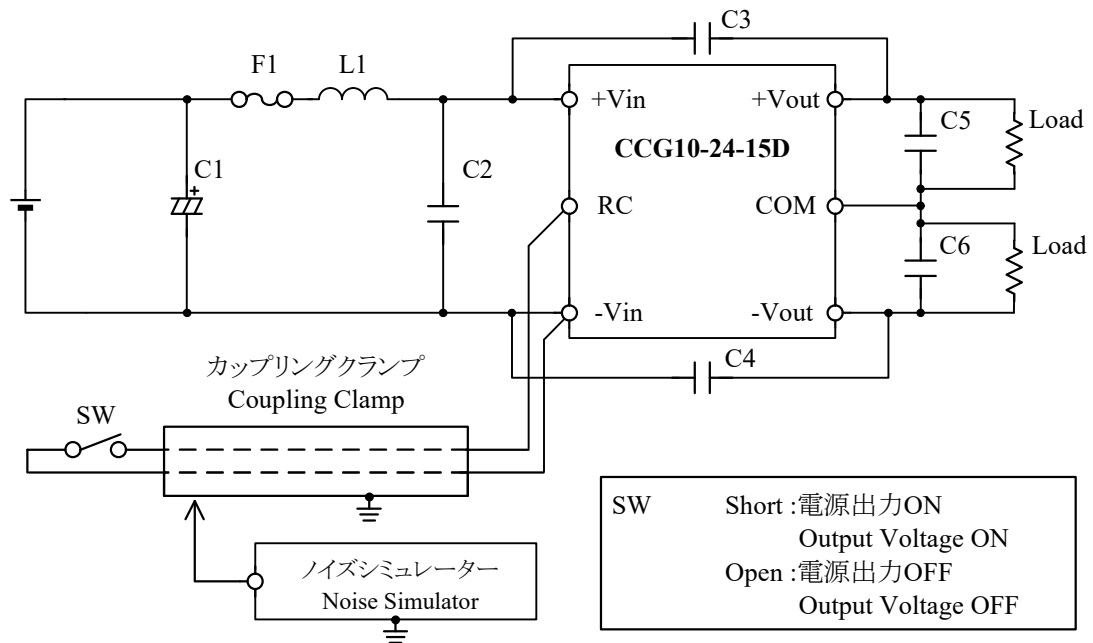 C3
F1
L1
+Vin
+Vout
C5
Load
CCG10-24-15D
C1
+
C2
RC
COM
C6
Load
-Vin
-Vout
C4
カップリングクランプ
Coupling Clamp
SW
SW Short :電源出力ON
Output Voltage ON
Open :電源出力OFF
Output Voltage OFF
ノイズシミュレーター
Noise Simulator